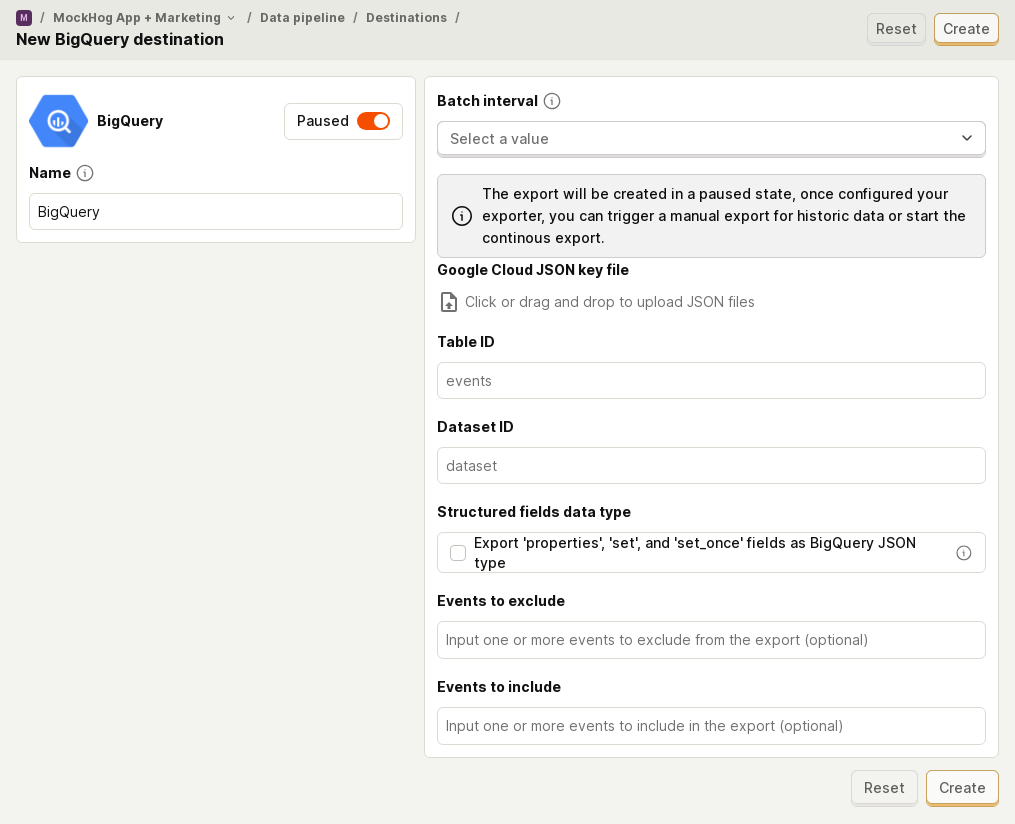 M / MockHog App + Marketing / Data pipeline / Destinations /
New BigQuery destination
Reset Create
BigQuery
Paused
Name
BigQuery
Batch interval
Select a value
The export will be created in a paused state, once configured your
exporter, you can trigger a manual export for historic data or start the
continous export.
Google Cloud JSON key file
Click or drag and drop to upload JSON files
Table ID
events
Dataset ID
dataset
Structured fields data type
Export 'properties', 'set', and 'set_once' fields as BigQuery JSON
type
Events to exclude
Input one or more events to exclude from the export (optional)
Events to include
Input one or more events to include in the export (optional)
Reset Create